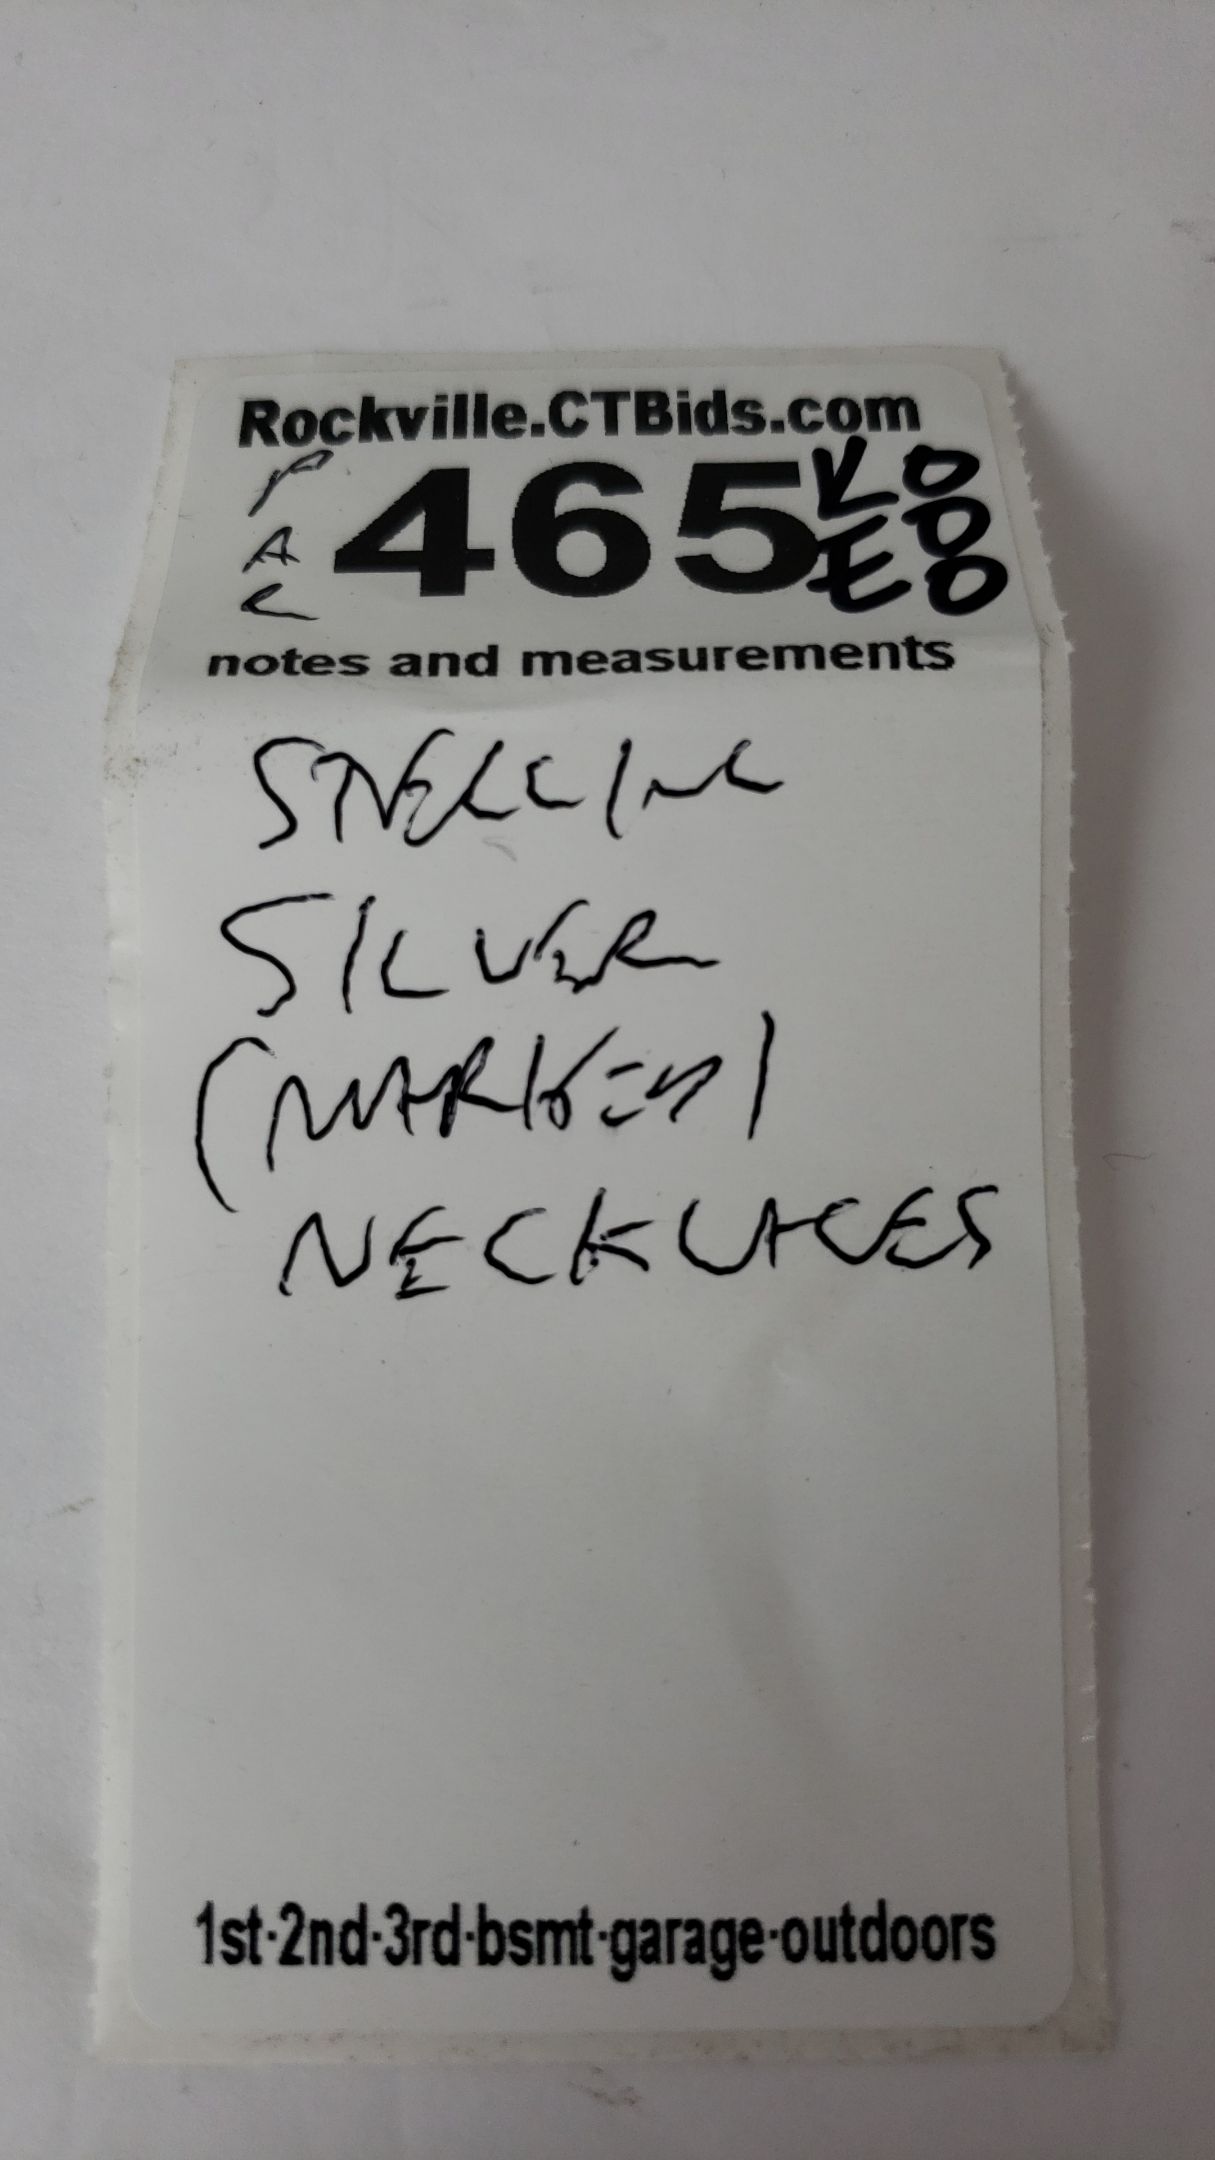 Rockville.CTBids.com
465
notes and measurements
STERLING
SILVER
(MARKED)
NECKLACES
1st·2nd·3rd·bsmt·garage·outdoors